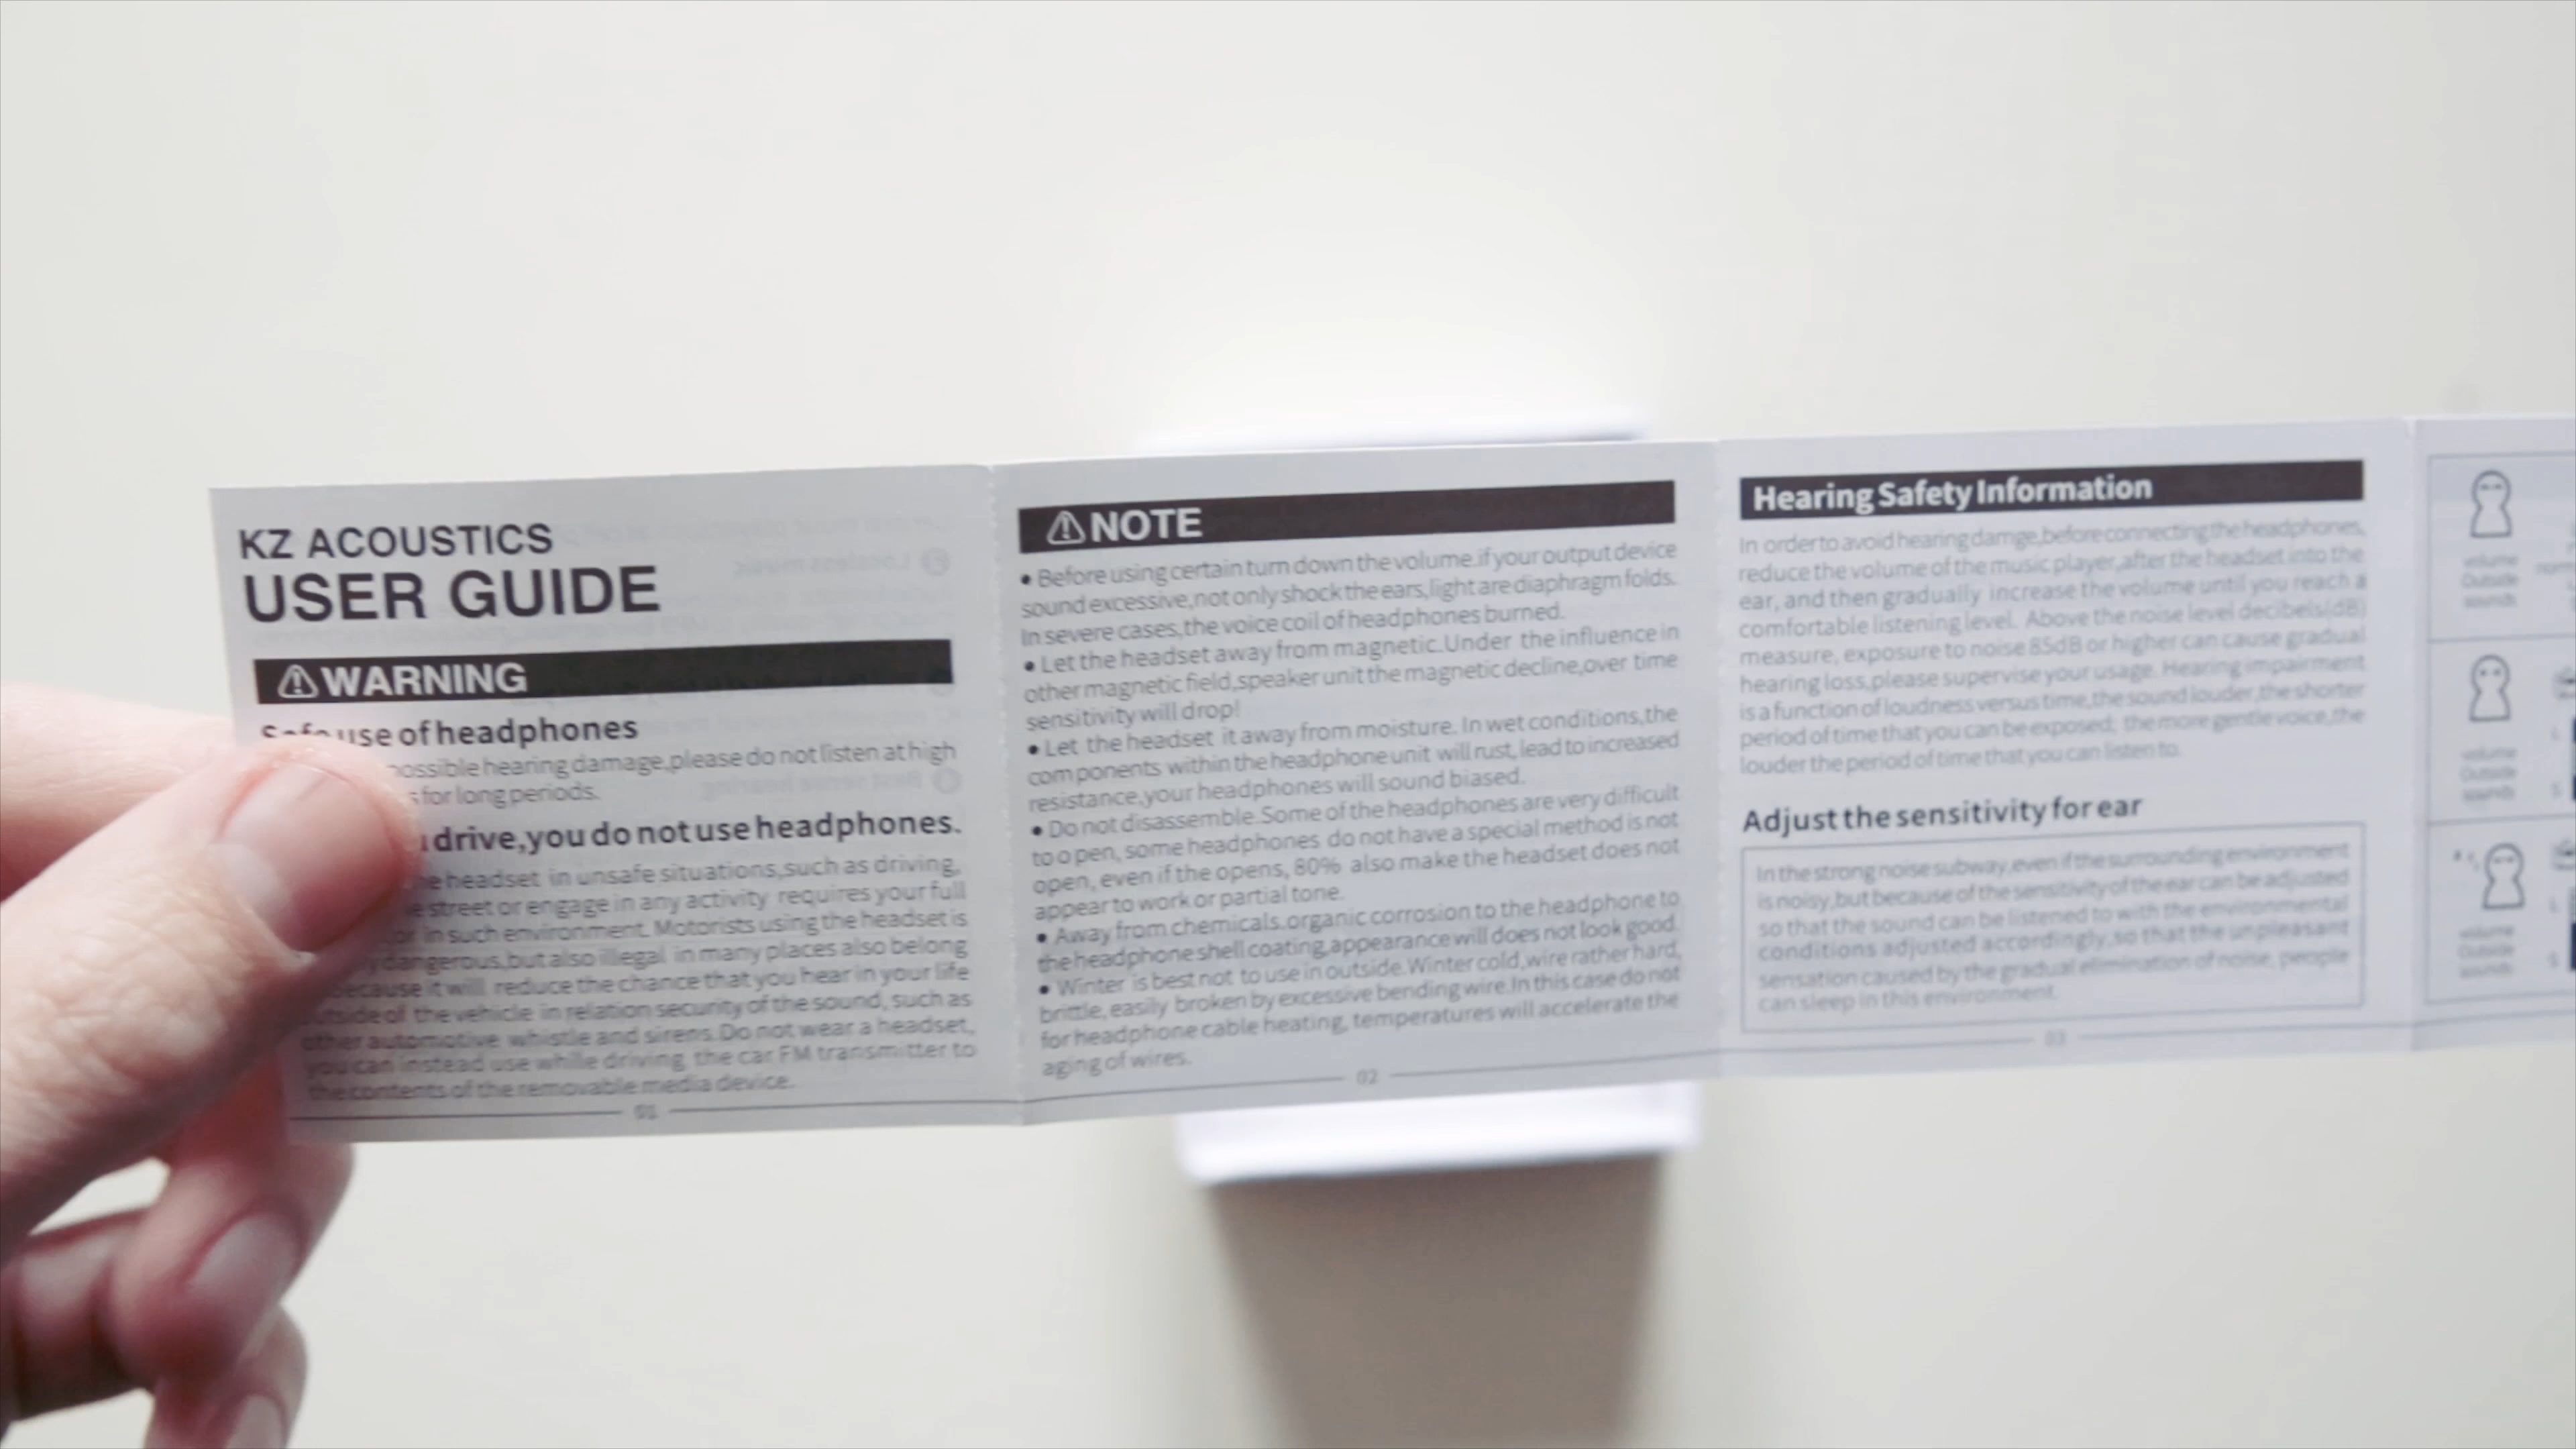 KZ ACOUSTICS
USER GUIDE
WARNING
use of headphones
possible hearing damage,please do not listen at high
for long periods.
drive,you do not use headphones.
headset in unsafe situations,such as driving,
street or engage in any activity requires your full
or in such environment. Motorists using the headset is
dangerous,but also illegal in many places also belong
because it will reduce the chance that you hear in your life
of the vehicle in relation security of the sound, such as
other automotive whistle and sirens. Do not wear a headset,
you can instead use while driving the car FM transmitter to
the contents of the removable media device.
01
NOTE
• Before using certain turn down the volume.if your output device
sound excessive,not only shock the ears,light are diaphragm folds.
In severe cases,the voice coil of headphones burned.
• Let the headset away from magnetic.Under the influence in
other magnetic field,speaker unit the magnetic decline,over time
sensitivity will drop!
• Let the headset it away from moisture. In wet conditions,the
components within the headphone unit will rust, lead to increased
resistance,your headphones will sound biased.
• Do not disassemble.Some of the headphones are very difficult
to open, some headphones do not have a special method is not
open, even if the opens, 80% also make the headset does not
appear to work or partial tone.
• Away from chemicals.organic corrosion to the headphone to
the headphone shell coating,appearance will does not look good.
• Winter is best not to use in outside.Winter cold,wire rather hard,
brittle, easily broken by excessive bending wire.In this case do not
for headphone cable heating, temperatures will accelerate the
aging of wires.
02
Hearing Safety Information
In order to avoid hearing damge,before connecting the headphones,
reduce the volume of the music player,after the headset into the
ear, and then gradually increase the volume until you reach a
comfortable listening level. Above the noise level decibels(dB)
measure, exposure to noise 85dB or higher can cause gradual
hearing loss,please supervise your usage. Hearing impairment
is a function of loudness versus time,the sound louder,the shorter
period of time that you can be exposed; the more gentle voice,the
louder the period of time that you can listen to.
Adjust the sensitivity for ear
In the strong noise subway,even if the surrounding environment
is noisy,but because of the sensitivity of the ear can be adjusted
so that the sound can be listened to with the environmental
conditions adjusted accordingly,so that the unpleasant
sensation caused by the gradual elimination of noise, people
can sleep in this environment.
03
volume
Outside
sounds
volume
Outside
sounds
volume
Outside
sounds